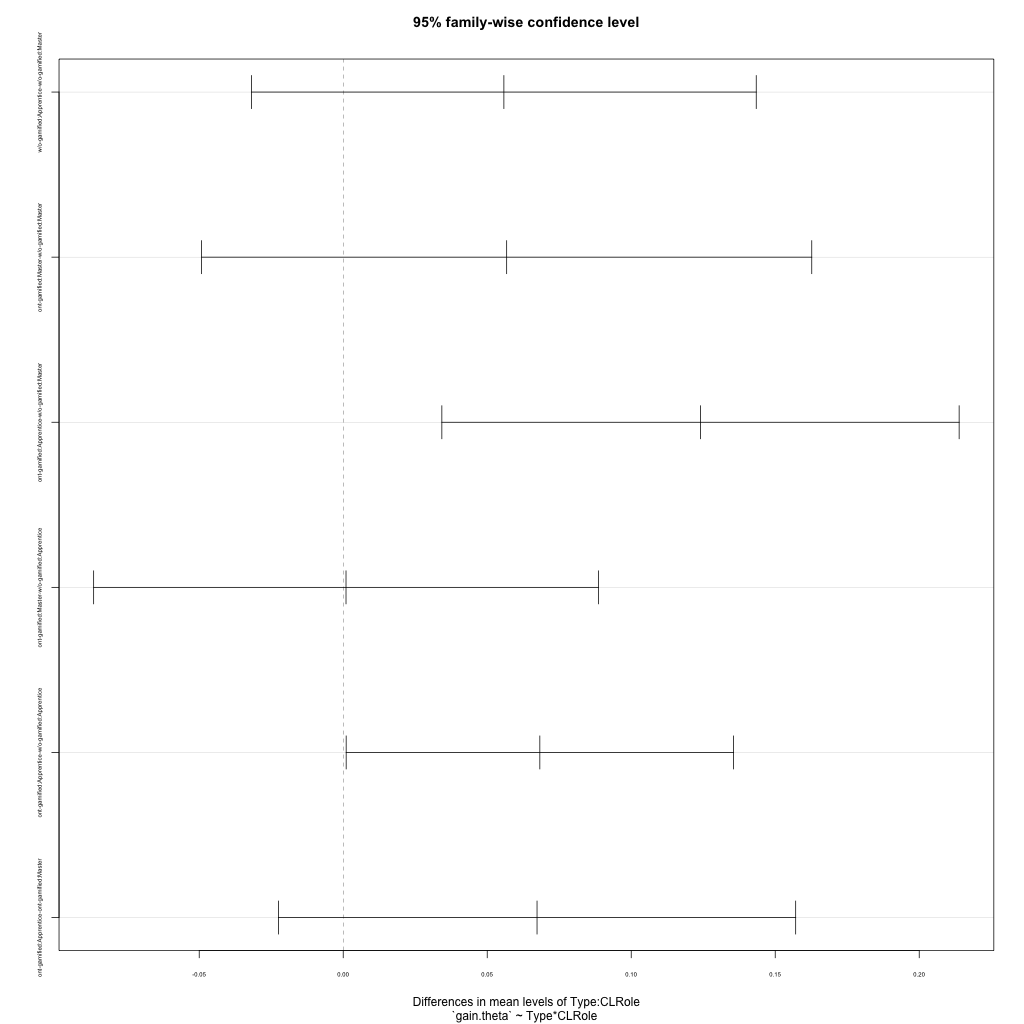 95% family-wise confidence level
w/o-gamified:Apprentice-w/o-gamified:Master
ont-gamified:Master-w/o-gamified:Master
ont-gamified:Apprentice-w/o-gamified:Master
ont-gamified:Master-w/o-gamified:Apprentice
ont-gamified:Apprentice-w/o-gamified:Apprentice
ont-gamified:Apprentice-ont-gamified:Master
-0.05 0.00 0.05 0.10 0.15 0.20
Differences in mean levels of Type:CLRole
`gain.theta` ~ Type*CLRole